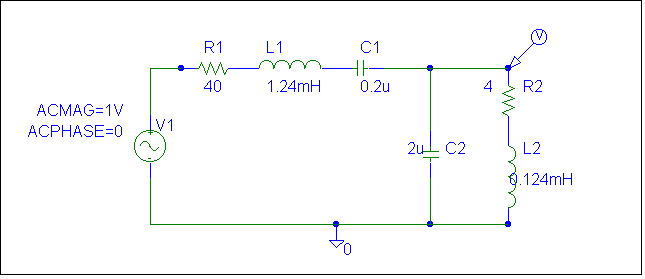 V
R1 L1 C1
40 1.24mH 0.2u
4 R2
ACMAG=1V
ACPHASE=0
V1
+
-
2u C2
L2
0.124mH
0